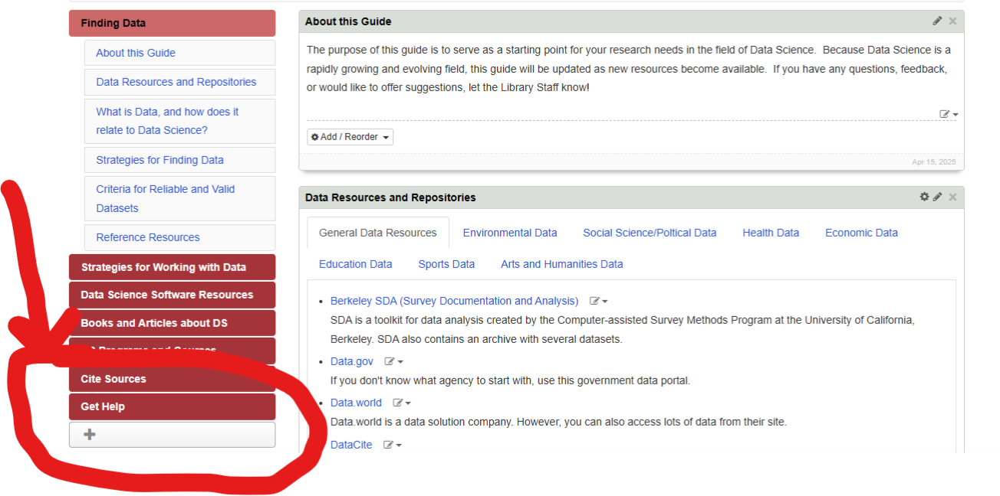 Finding Data
About this Guide
Data Resources and Repositories
What is Data, and how does it
relate to Data Science?
Strategies for Finding Data
Criteria for Reliable and Valid
Datasets
Reference Resources
Strategies for Working with Data
Data Science Software Resources
Books and Articles about DS
Programs and Courses
Cite Sources
Get Help
About this Guide
The purpose of this guide is to serve as a starting point for your research needs in the field of Data Science. Because Data Science is a
rapidly growing and evolving field, this guide will be updated as new resources become available. If you have any questions, feedback,
or would like to offer suggestions, let the Library Staff know!
Add / Reorder
Apr 15, 2025
Data Resources and Repositories
General Data Resources Environmental Data Social Science/Poltical Data Health Data Economic Data
Education Data Sports Data Arts and Humanities Data
Berkeley SDA (Survey Documentation and Analysis)
SDA is a toolkit for data analysis created by the Computer-assisted Survey Methods Program at the University of California,
Berkeley. SDA also contains an archive with several datasets.
Data.gov
If you don't know what agency to start with, use this government data portal.
Data.world
Data.world is a data solution company. However, you can also access lots of data from their site.
DataCite